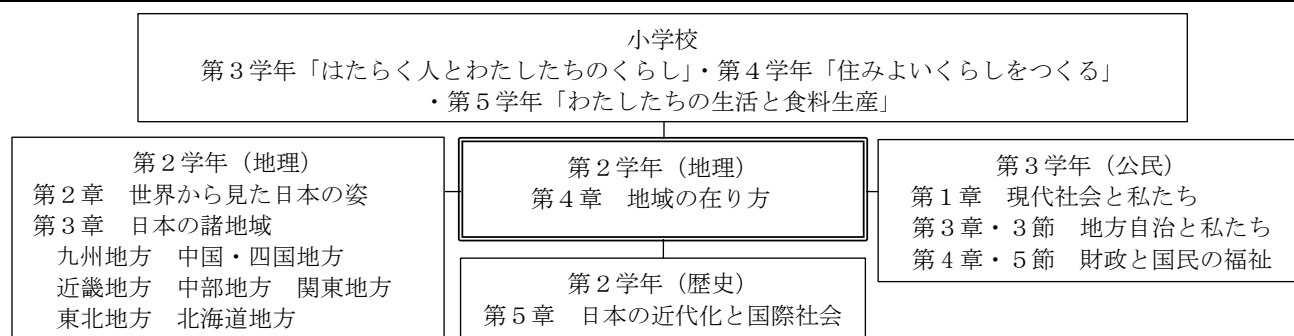 小学校
第3学年「はたらく人とわたしたちのくらし」・第4学年「住みよいくらしをつくる」
・第5学年「わたしたちの生活と食料生産」
第2学年（地理）
第2章　世界から見た日本の姿
第3章　日本の諸地域
九州地方　中国・四国地方
近畿地方　中部地方　関東地方
東北地方　北海道地方
第2学年（地理）
第4章　地域の在り方
第2学年（歴史）
第5章　日本の近代化と国際社会
第3学年（公民）
第1章　現代社会と私たち
第3章・3節　地方自治と私たち
第4章・5節　財政と国民の福祉